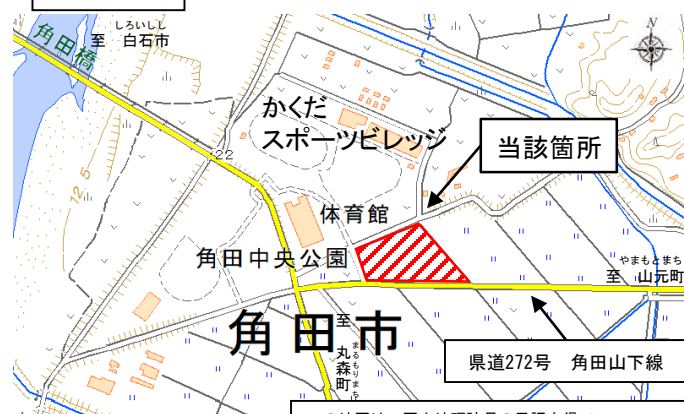 しろいしし
至 白石市
角田橋
N
かくだ
スポーツビレッジ
当該箇所
22
12.5
体育館
角田中央公園
やまもとまち
至 山元町
角田市
至 丸森町
まるもりまち
県道272号 角田山下線